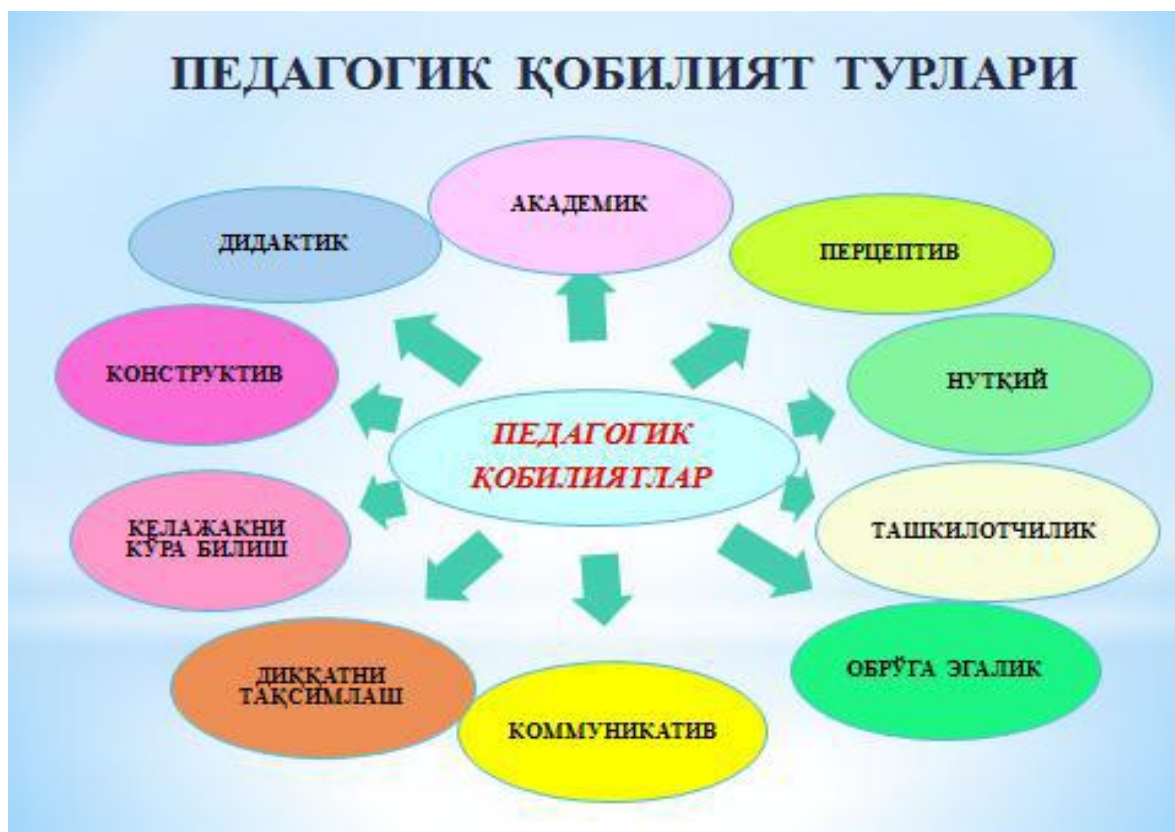 ПЕДАГОГИК ҚОБИЛИЯТ ТУРЛАРИ
АКАДЕМИК
ДИДАКТИК
ПЕРЦЕПТИВ
КОНСТРУКТИВ
НУТҚИЙ
ПЕДАГОГИК
ҚОБИЛИЯТЛАР
КЕЛАЖАКНИ
КЎРА БИЛИШ
ТАШКИЛОТЧИЛИК
ДИҚҚАТНИ
ТАҚСИМЛАШ
ОБРЎГА ЭГАЛИК
КОММУНИКАТИВ